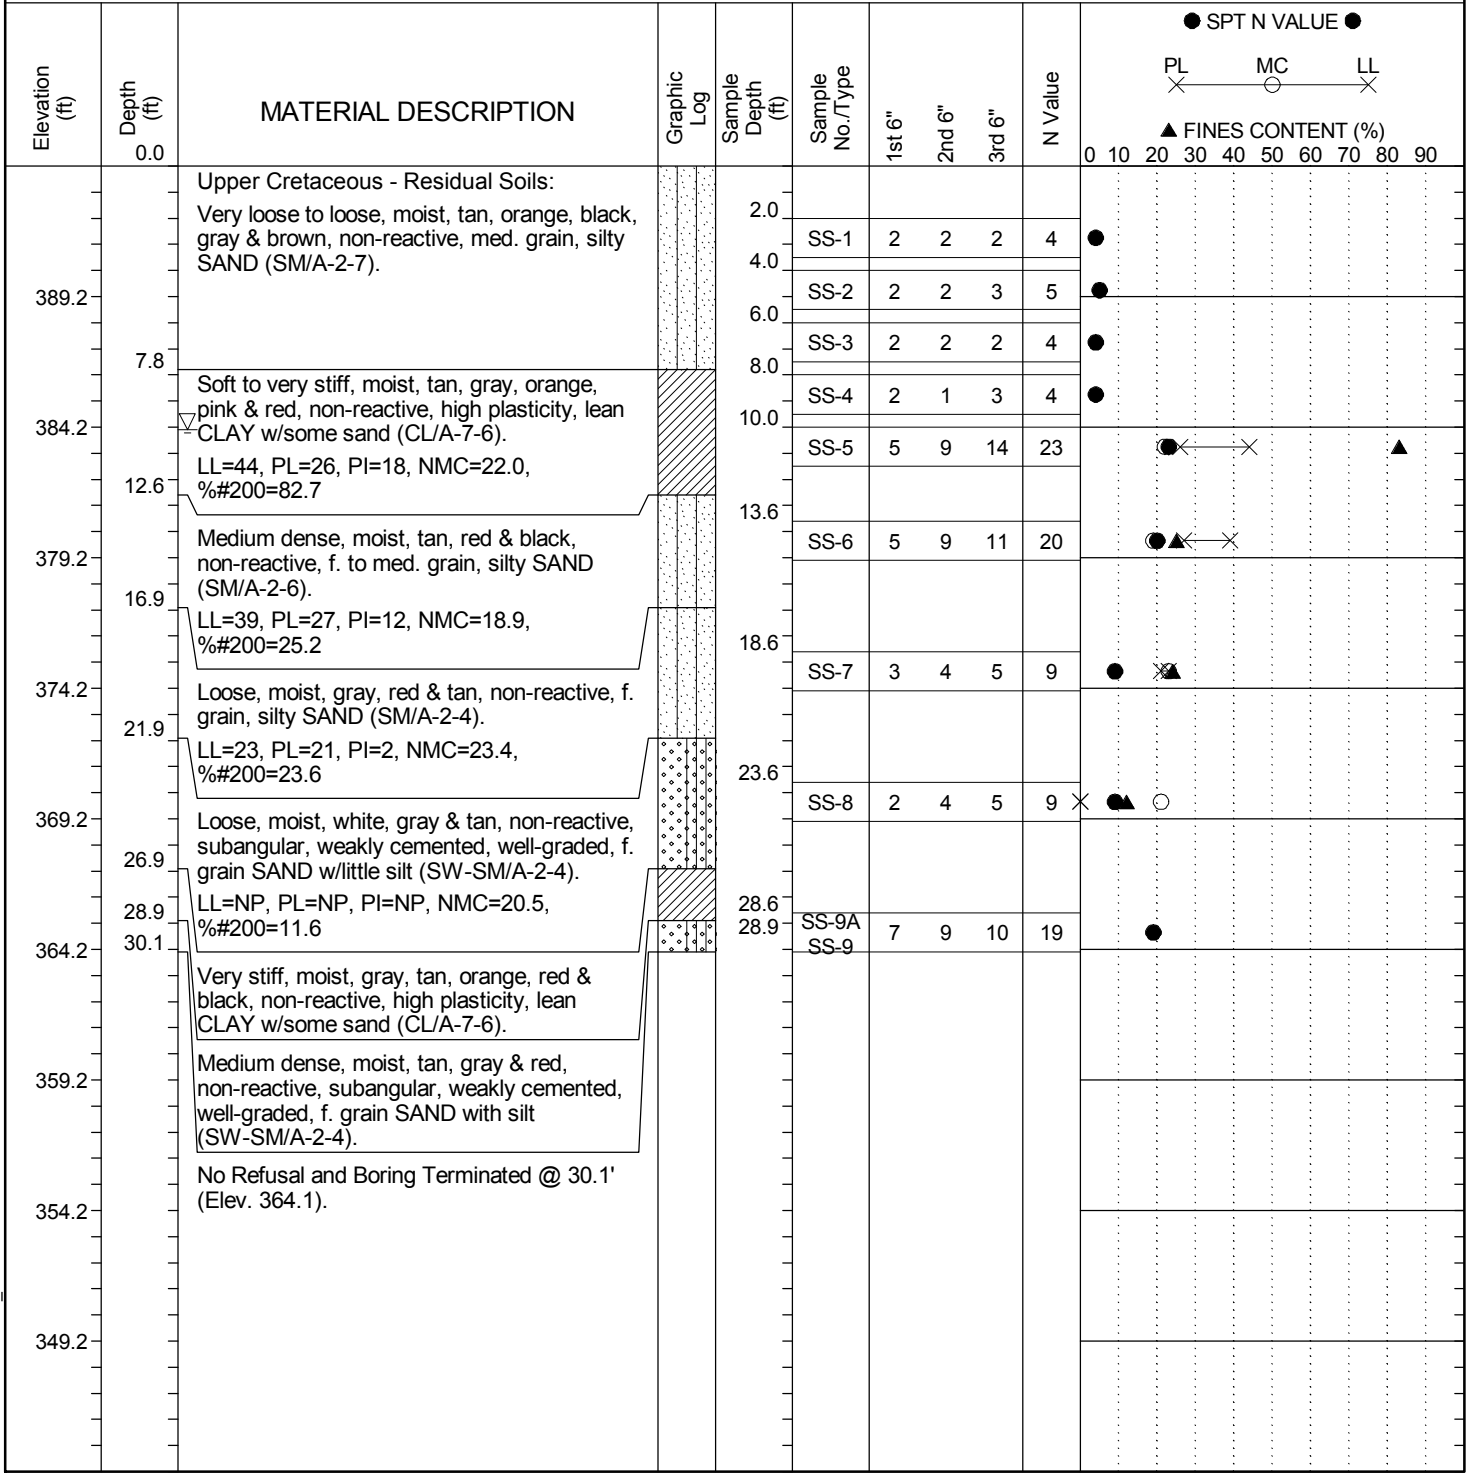 ● SPT N VALUE ●
PL MC LL
▲ FINES CONTENT (%)
0 10 20 30 40 50 60 70 80 90
Elevation (ft)
Depth (ft)
0.0
MATERIAL DESCRIPTION
Graphic Log
Sample Depth (ft)
Sample No./Type
1st 6"
2nd 6"
3rd 6"
N Value
Upper Cretaceous - Residual Soils:
Very loose to loose, moist, tan, orange, black,
gray & brown, non-reactive, med. grain, silty
SAND (SM/A-2-7).
2.0
SS-1 2 2 2 4
4.0
389.2
SS-2 2 2 3 5
6.0
SS-3 2 2 2 4
7.8
8.0
Soft to very stiff, moist, tan, gray, orange,
pink & red, non-reactive, high plasticity, lean
CLAY w/some sand (CL/A-7-6).
SS-4 2 1 3 4
384.2
10.0
LL=44, PL=26, PI=18, NMC=22.0,
%#200=82.7
SS-5 5 9 14 23
12.6
13.6
Medium dense, moist, tan, red & black,
non-reactive, f. to med. grain, silty SAND
(SM/A-2-6).
SS-6 5 9 11 20
379.2
16.9
LL=39, PL=27, PI=12, NMC=18.9,
%#200=25.2
18.6
SS-7 3 4 5 9
374.2
Loose, moist, gray, red & tan, non-reactive, f.
grain, silty SAND (SM/A-2-4).
21.9
LL=23, PL=21, PI=2, NMC=23.4,
%#200=23.6
23.6
SS-8 2 4 5 9
369.2
Loose, moist, white, gray & tan, non-reactive,
subangular, weakly cemented, well-graded, f.
grain SAND w/little silt (SW-SM/A-2-4).
26.9
LL=NP, PL=NP, PI=NP, NMC=20.5,
%#200=11.6
28.9
28.6
28.9
SS-9A
SS-9
7 9 10 19
30.1
364.2
Very stiff, moist, gray, tan, orange, red &
black, non-reactive, high plasticity, lean
CLAY w/some sand (CL/A-7-6).
Medium dense, moist, tan, gray & red,
non-reactive, subangular, weakly cemented,
well-graded, f. grain SAND with silt
(SW-SM/A-2-4).
359.2
No Refusal and Boring Terminated @ 30.1'
(Elev. 364.1).
354.2
349.2